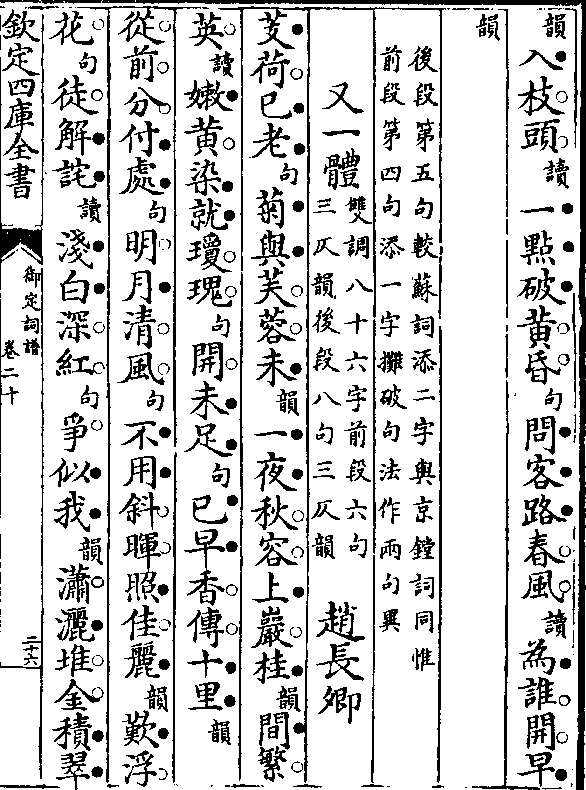 韻入枝頭讀一點破黃昏句問客路春風讀為誰開早
韻
後段第五句較蘇詞添二字與京鏜詞同惟
前段第四句添一字攤破句法作兩句異
又一體雙調八十六字前段六句
三仄韻後段八句三仄韻
趙長卿
芰荷已老句菊與芙蓉未韻一夜秋容上巖桂韻間繁
英讀嫩黃染就瓊瑰句開未足句已早香傳十里韻
從前分付處句明月清風句不用斜暉照佳麗韻歎浮
花句徒解詫讀淺白深紅句爭似我韻瀟灑堆金積翠
欽定四庫全書
御定詞譜
卷二十
二十六